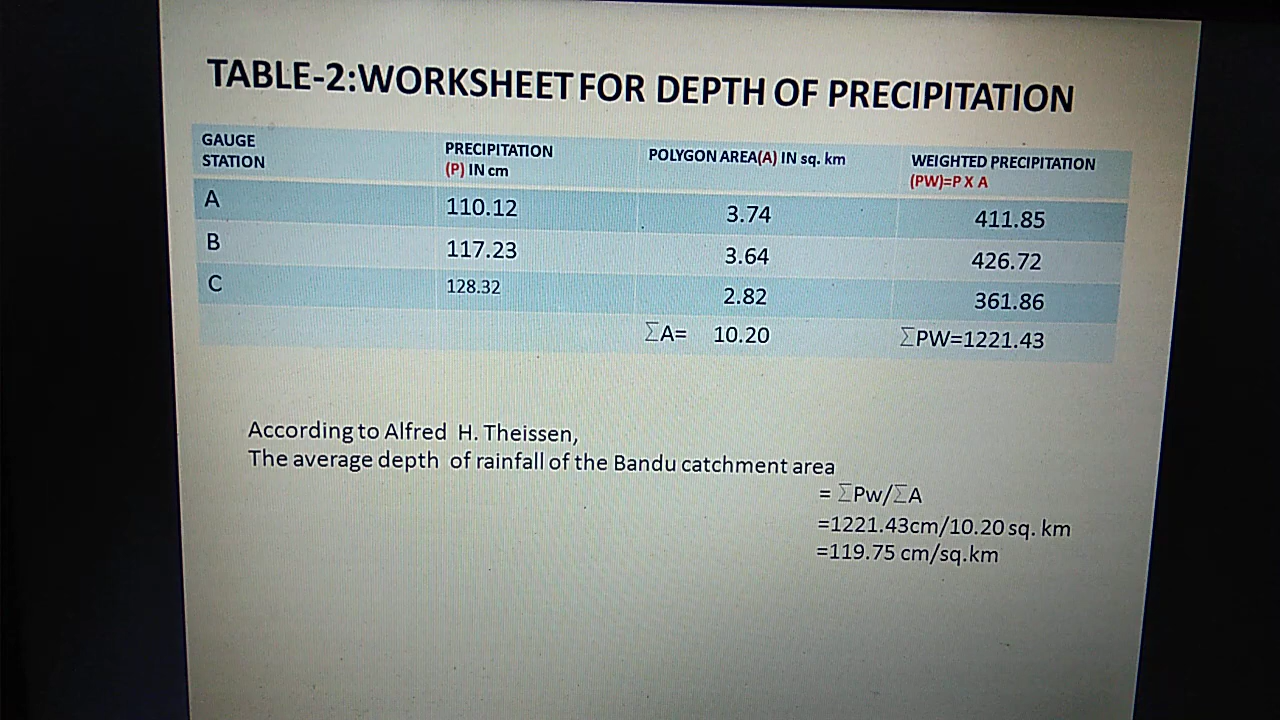 TABLE-2:WORKSHEET FOR DEPTH OF PRECIPITATION
GAUGE STATION PRECIPITATION (P) IN cm POLYGON AREA(A) IN sq. km WEIGHTED PRECIPITATION (PW)=P X A
A 110.12 3.74 411.85
B 117.23 3.64 426.72
C 128.32 2.82 361.86
∑A= 10.20 ∑PW=1221.43
According to Alfred H. Theissen,
The average depth of rainfall of the Bandu catchment area
= ∑Pw/∑A
=1221.43cm/10.20 sq. km
=119.75 cm/sq.km